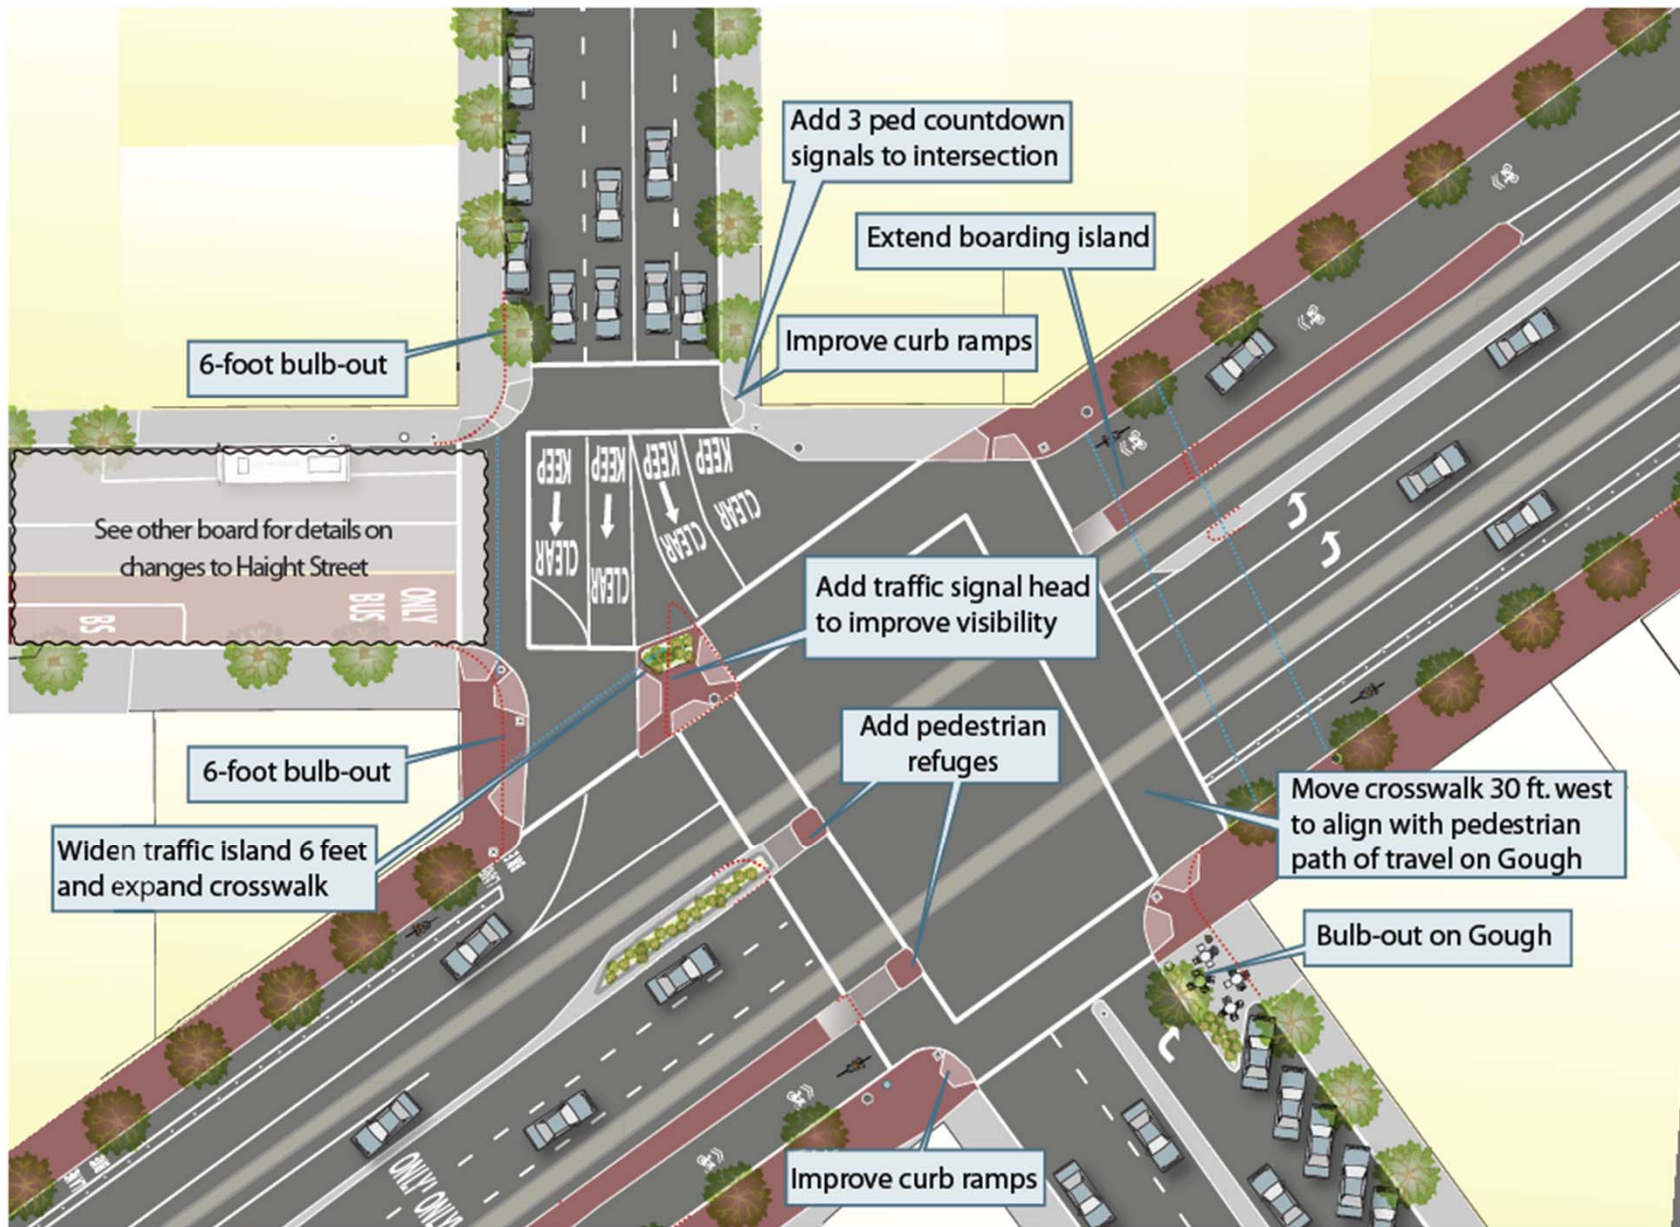 Add 3 ped countdown
signals to intersection
Extend boarding island
Improve curb ramps
6-foot bulb-out
KEEP
KEEP
KEEP
KEEP
CLEAR
CLEAR
CLEAR
CLEAR
See other board for details on
changes to Haight Street
ONLY
BUS
BS
Add traffic signal head
to improve visibility
Add pedestrian
refuges
6-foot bulb-out
Move crosswalk 30 ft. west
to align with pedestrian
path of travel on Gough
Widen traffic island 6 feet
and expand crosswalk
Bulb-out on Gough
Improve curb ramps
ONLY
ONLY